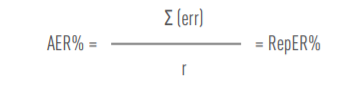 Σ (err)
AER% = = RepER%
r